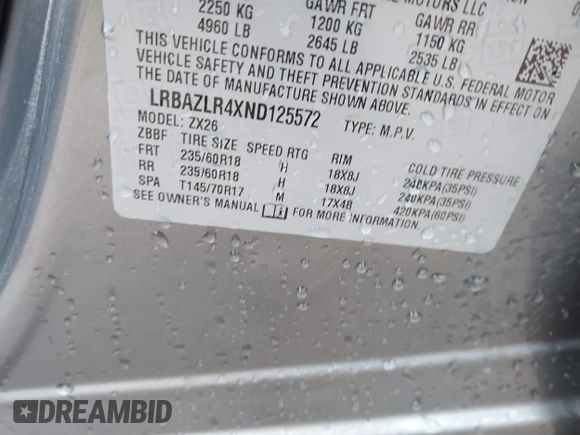 MOTORS LLC
2250 KG GAWR FRT GAWR RR
4960 LB 1200 KG 1150 KG
2645 LB 2535 LB
THIS VEHICLE CONFORMS TO ALL APPLICABLE U.S. FEDERAL MOTOR
VEHICLE SAFETY AND THEFT PREVENTION STANDARDS IN EFFECT ON
THE DATE OF MANUFACTURE SHOWN ABOVE.
LRBAZLR4XND125572
MODEL: ZX26 TYPE: M.P.V.
ZBBF TIRE SIZE SPEED RTG RIM COLD TIRE PRESSURE
FRT 235/60R18 H 18X8J 240KPA(35PSI)
RR 235/60R18 H 18X8J 240KPA(35PSI)
SPA T145/70R17 M 17X4B 420KPA(60PSI)
SEE OWNER'S MANUAL FOR MORE INFORMATION.
DREAMBID